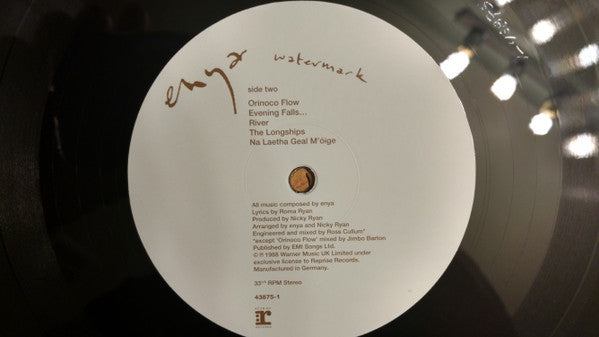 enya watermark
side two
Orinoco Flow
Evening Falls...
River
The Longships
Na Laetha Geal M'óige
All music composed by enya
Lyrics by Roma Ryan
Produced by Nicky Ryan
Arranged by enya and Nicky Ryan
Engineered and mixed by Ross Cullum*
*except 'Orinoco Flow' mixed by Jimbo Barton
Published by EMI Songs Ltd.
© ℗ 1988 Warner Music UK Limited under
exclusive license to Reprise Records.
Manufactured in Germany.
33⅓ RPM Stereo
43875-1
r